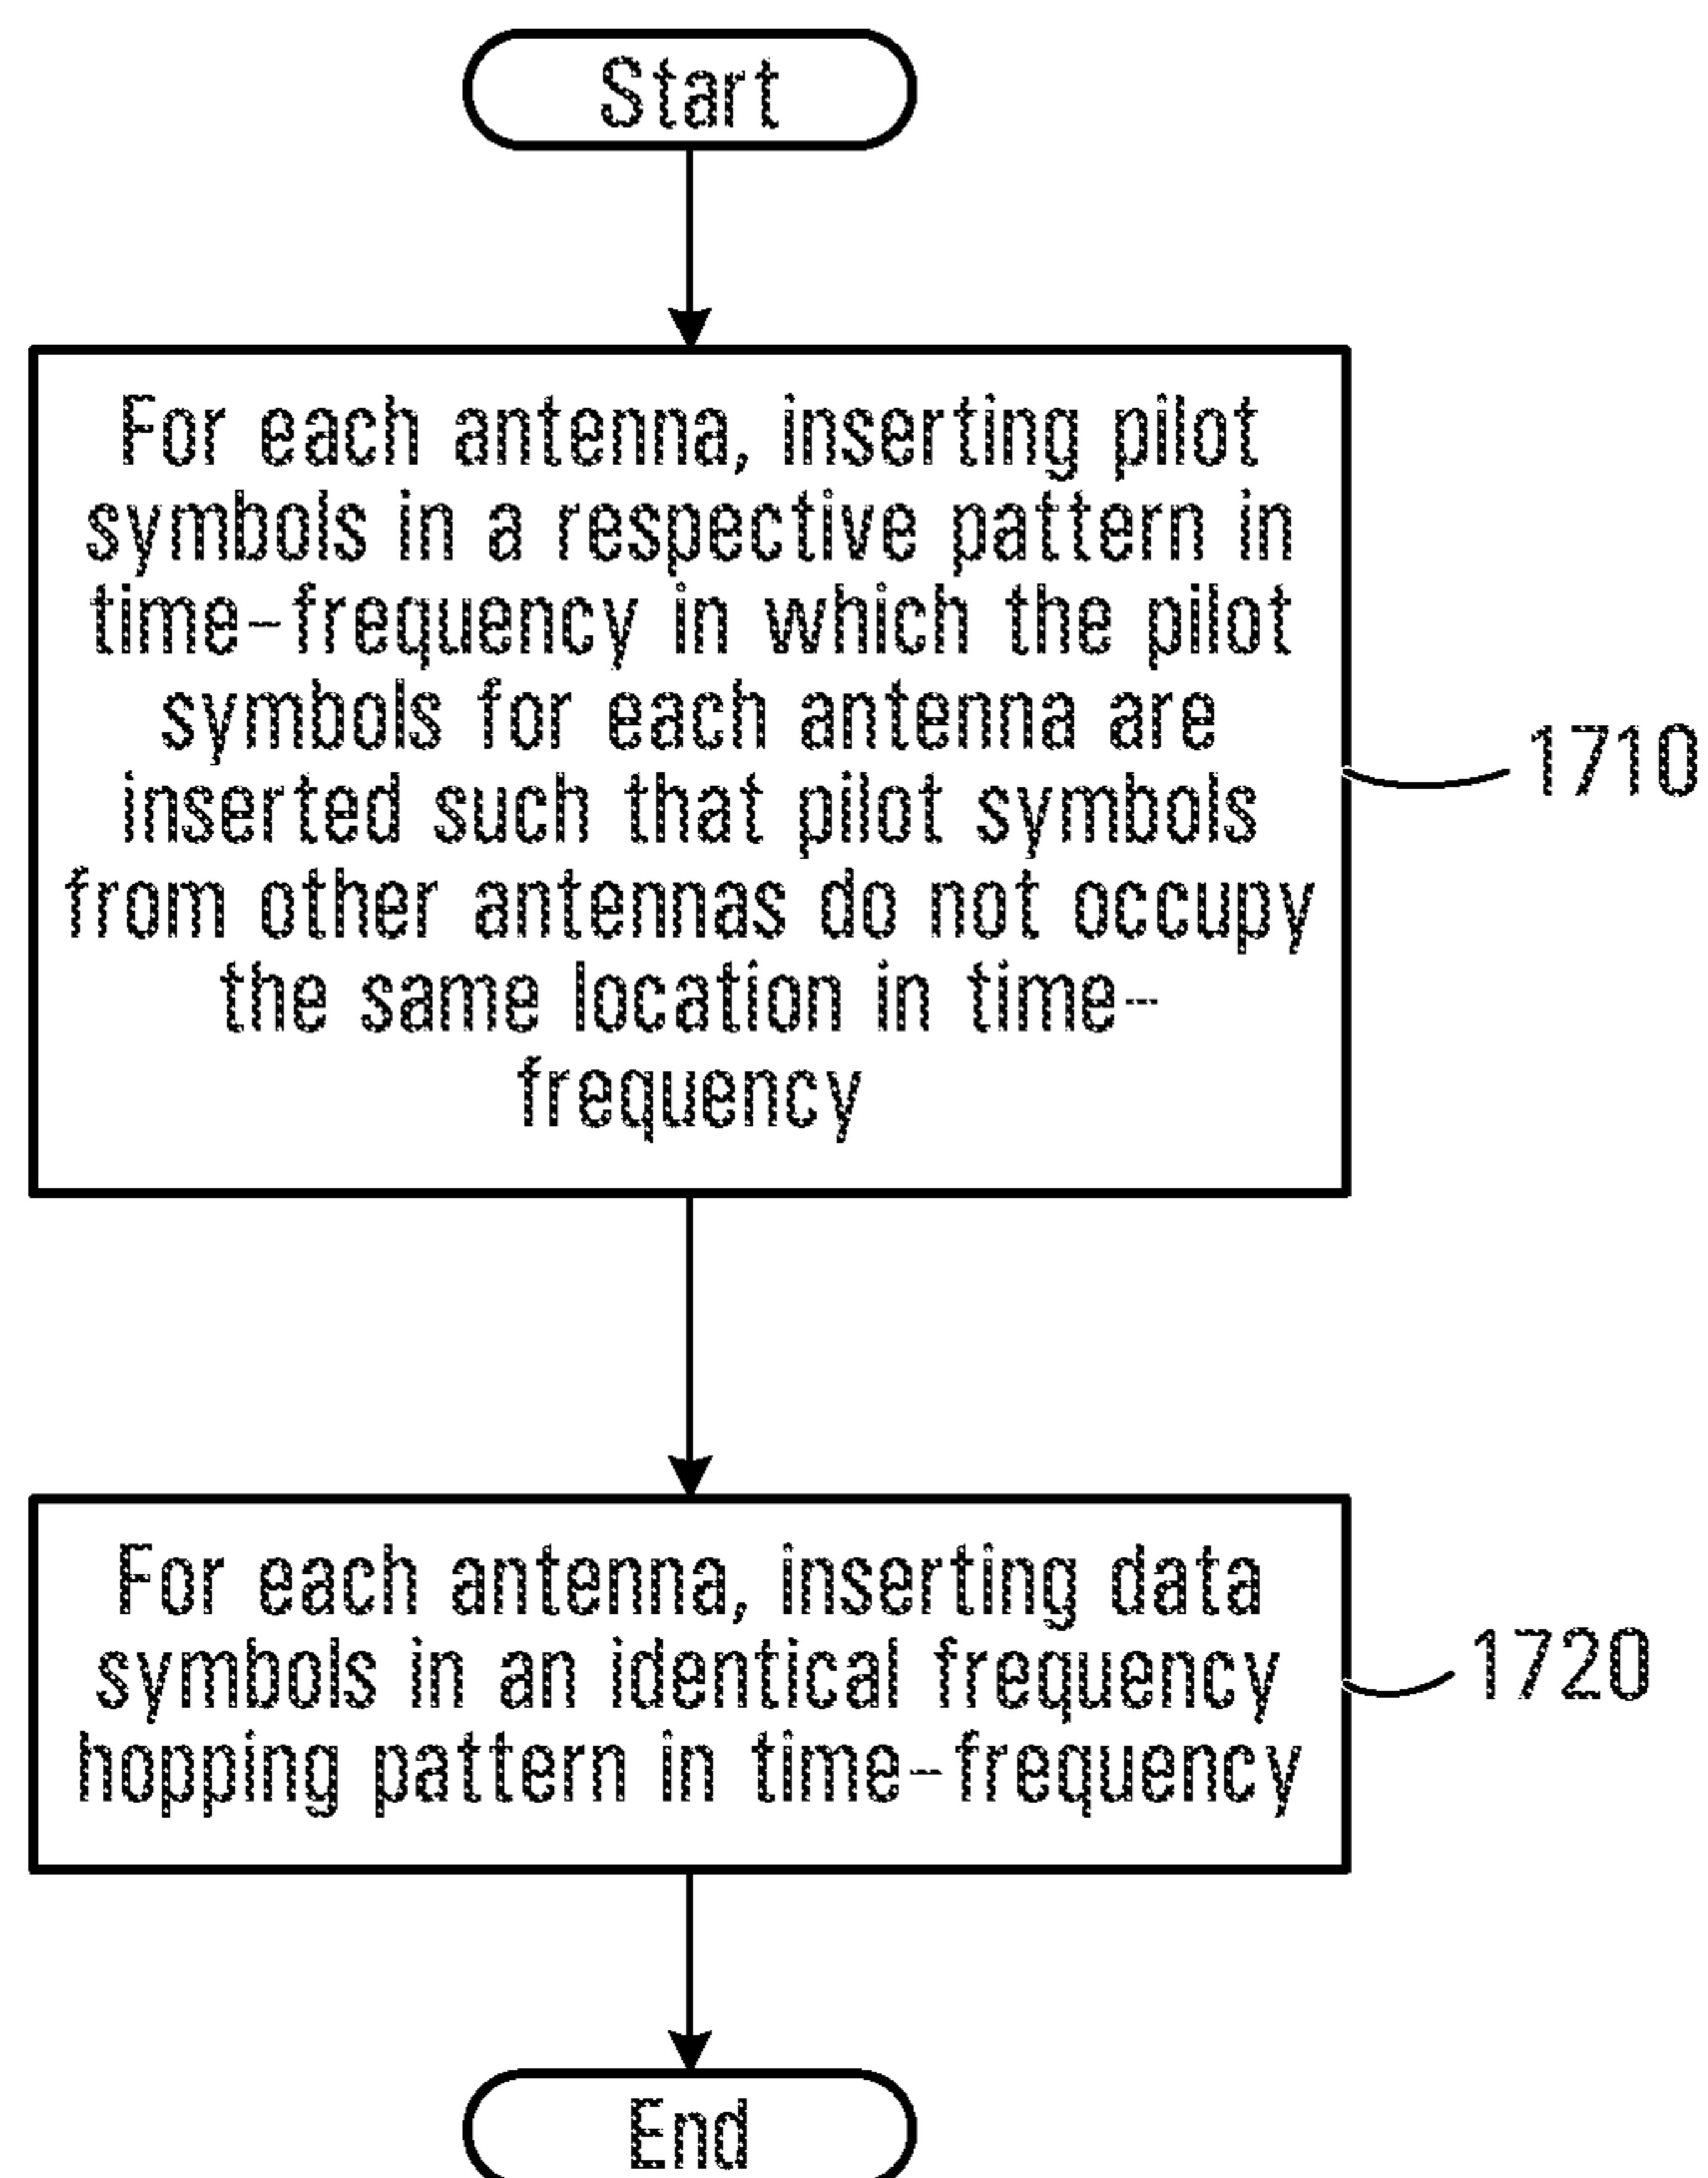 Start
For each antenna, inserting pilot
symbols in a respective pattern in
time-frequency in which the pilot
symbols for each antenna are
inserted such that pilot symbols
from other antennas do not occupy
the same location in time-
frequency
1710
For each antenna, inserting data
symbols in an identical frequency
hopping pattern in time-frequency
1720
End